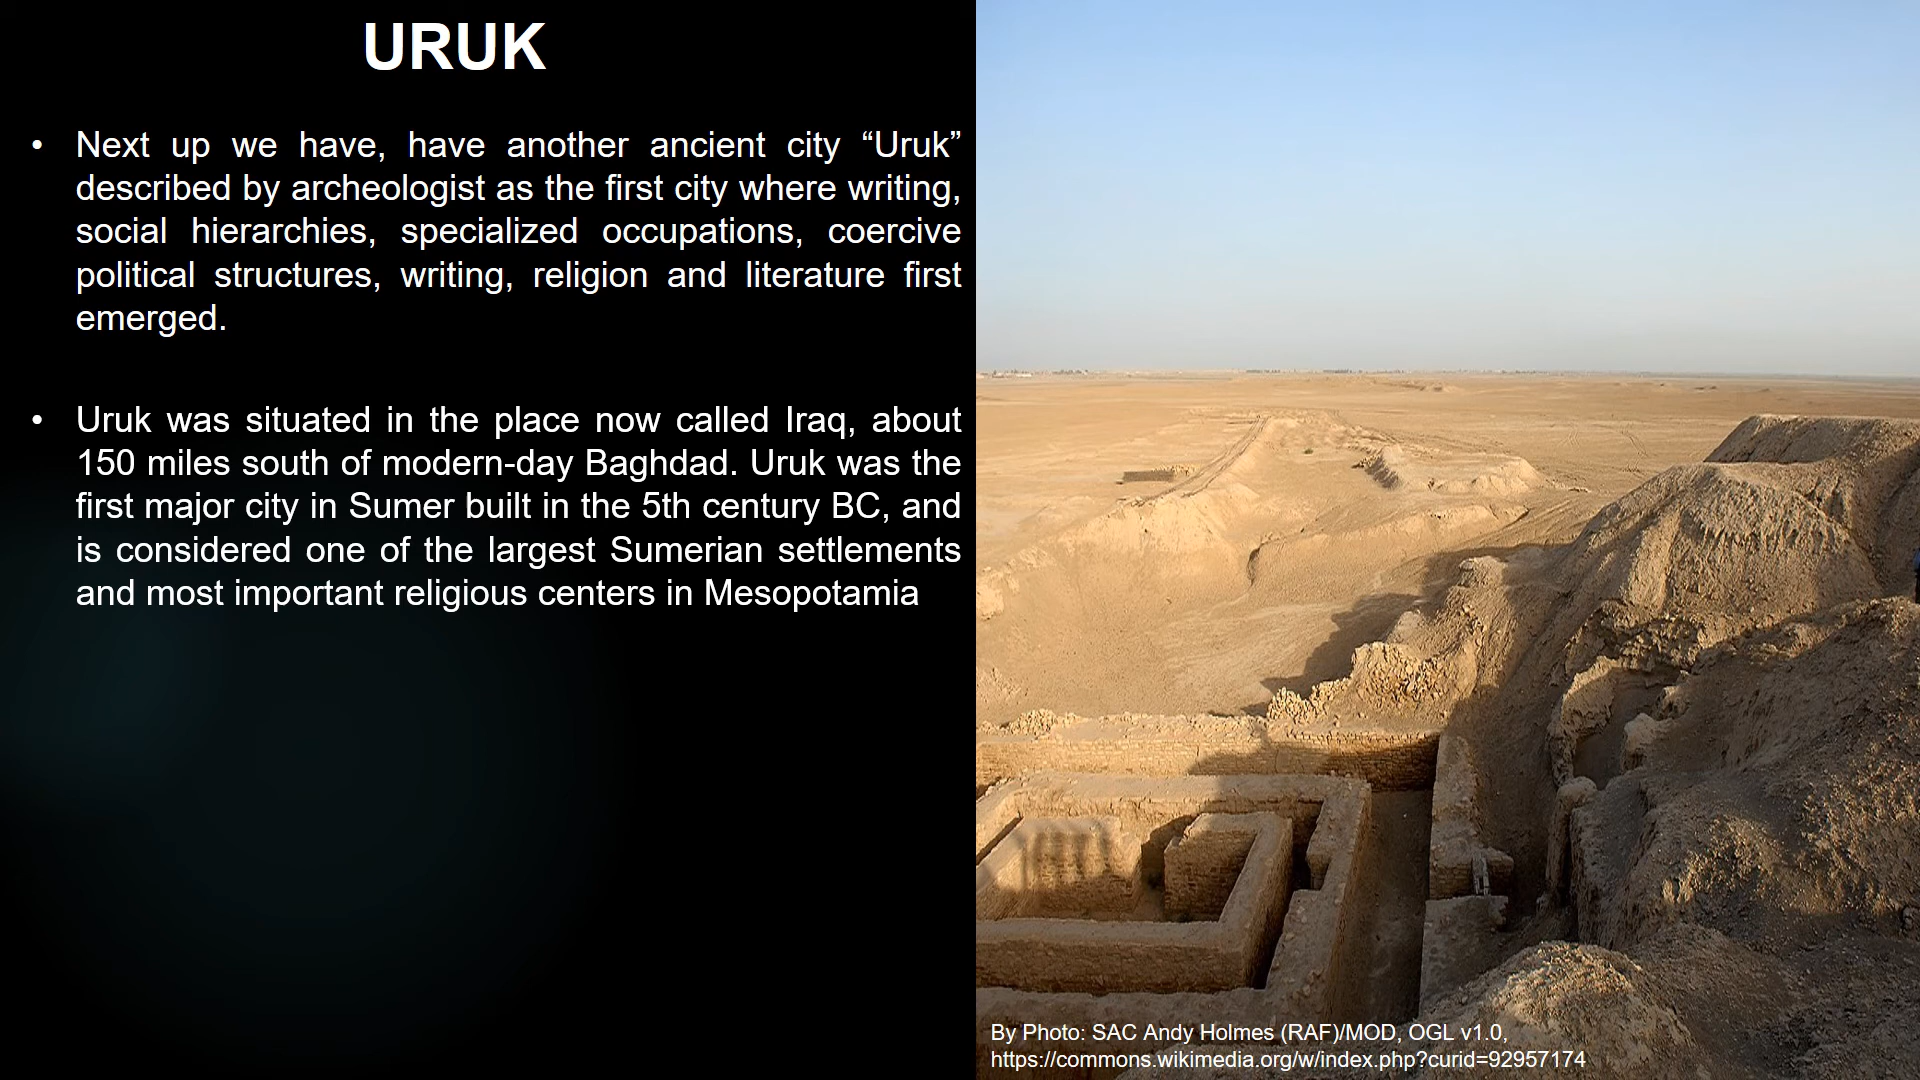 URUK
• Next up we have, have another ancient city “Uruk”
described by archeologist as the first city where writing,
social hierarchies, specialized occupations, coercive
political structures, writing, religion and literature first
emerged.
• Uruk was situated in the place now called Iraq, about
150 miles south of modern-day Baghdad. Uruk was the
first major city in Sumer built in the 5th century BC, and
is considered one of the largest Sumerian settlements
and most important religious centers in Mesopotamia
By Photo: SAC Andy Holmes (RAF)/MOD, OGL v1.0,
https://commons.wikimedia.org/w/index.php?curid=92957174